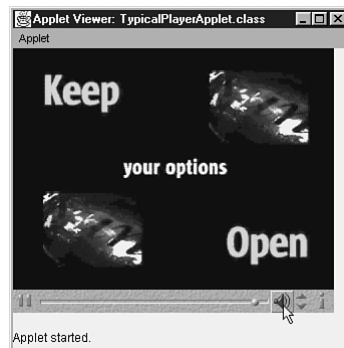 Applet Viewer: TypicalPlayerApplet.class
Applet
Keep
your options
Open
Applet started.